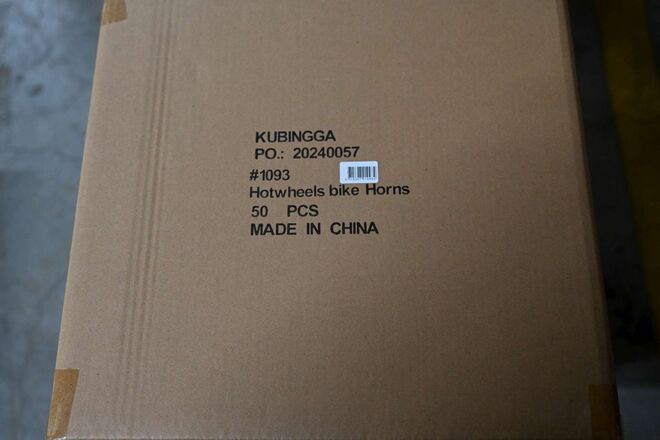 KUBINGGA
PO.: 20240057
#1093
Hotwheels bike Horns
50 PCS
MADE IN CHINA